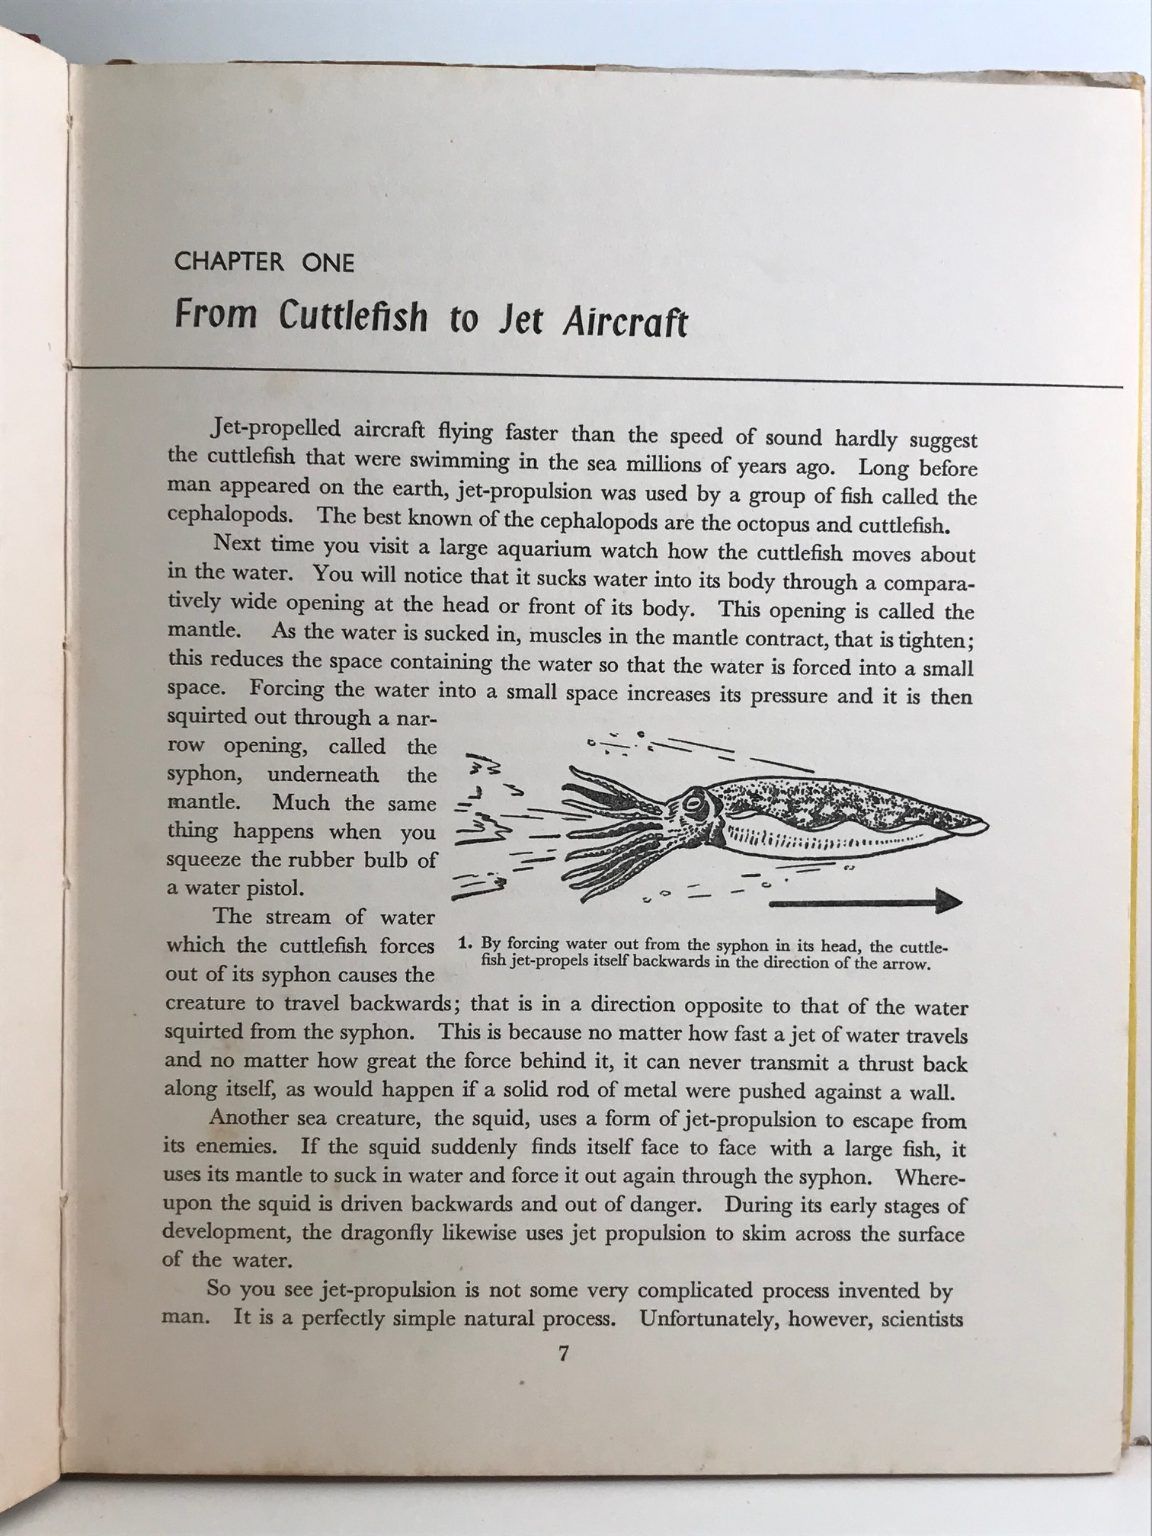 CHAPTER ONE
From Cuttlefish to Jet Aircraft
Jet-propelled aircraft flying faster than the speed of sound hardly suggest
the cuttlefish that were swimming in the sea millions of years ago. Long before
man appeared on the earth, jet-propulsion was used by a group of fish called the
cephalopods. The best known of the cephalopods are the octopus and cuttlefish.
Next time you visit a large aquarium watch how the cuttlefish moves about
in the water. You will notice that it sucks water into its body through a compara-
tively wide opening at the head or front of its body. This opening is called the
mantle. As the water is sucked in, muscles in the mantle contract, that is tighten;
this reduces the space containing the water so that the water is forced into a small
space. Forcing the water into a small space increases its pressure and it is then
squirted out through a nar-
row opening, called the
syphon, underneath the
mantle. Much the same
thing happens when you
squeeze the rubber bulb of
a water pistol.
The stream of water
which the cuttlefish forces
out of its syphon causes the
1. By forcing water out from the syphon in its head, the cuttle-
fish jet-propels itself backwards in the direction of the arrow.
creature to travel backwards; that is in a direction opposite to that of the water
squirted from the syphon. This is because no matter how fast a jet of water travels
and no matter how great the force behind it, it can never transmit a thrust back
along itself, as would happen if a solid rod of metal were pushed against a wall.
Another sea creature, the squid, uses a form of jet-propulsion to escape from
its enemies. If the squid suddenly finds itself face to face with a large fish, it
uses its mantle to suck in water and force it out again through the syphon. Where-
upon the squid is driven backwards and out of danger. During its early stages of
development, the dragonfly likewise uses jet propulsion to skim across the surface
of the water.
So you see jet-propulsion is not some very complicated process invented by
man. It is a perfectly simple natural process. Unfortunately, however, scientists
7